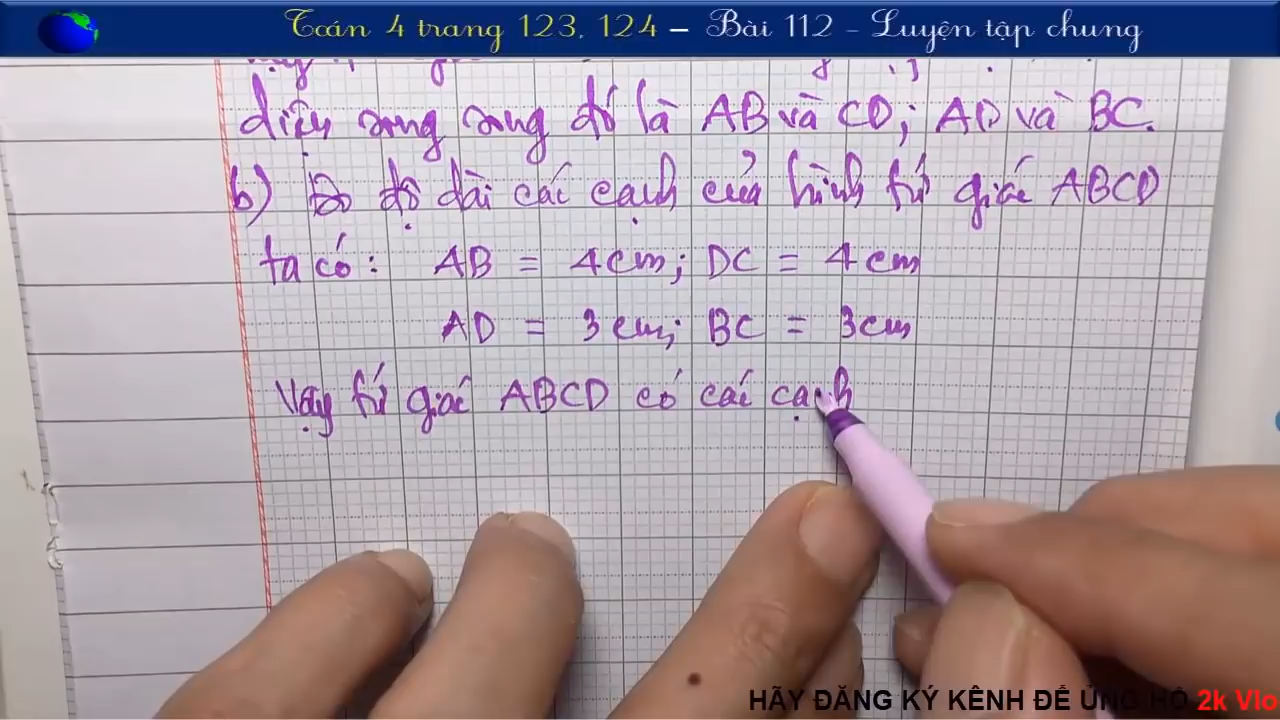 Toán 4 trang 123, 124 – Bài 112 - Luyện tập chung
diện song song đó là AB và CD; AD và BC.
b) Đo độ dài các cạnh của hình tứ giác ABCD
ta có: AB = 4cm; DC = 4cm
AD = 3cm; BC = 3cm
Vậy tứ giác ABCD có các cạnh
HÃY ĐĂNG KÝ KÊNH ĐỂ ỦNG HỘ 2k Vlo